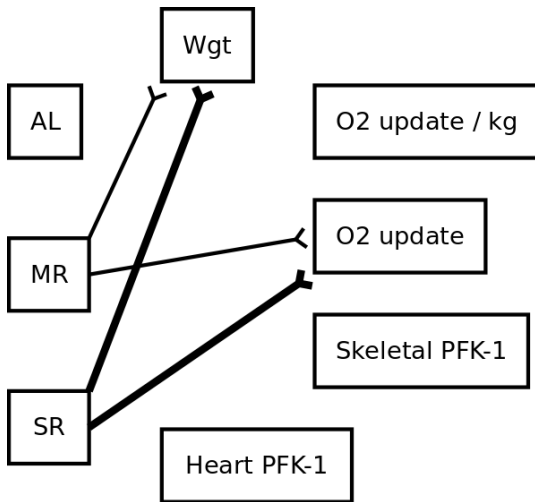 Wgt
AL
O2 update / kg
O2 update
MR
Skeletal PFK-1
SR
Heart PFK-1